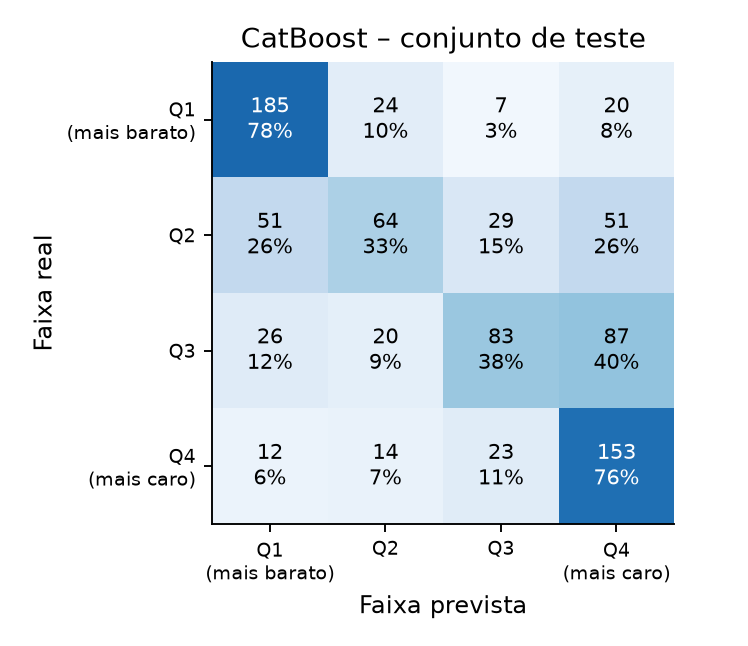 CatBoost – conjunto de teste
Faixa real
Q1
(mais barato)
185 24 7 20
78% 10% 3% 8%
Q2
51 64 29 51
26% 33% 15% 26%
Q3
26 20 83 87
12% 9% 38% 40%
Q4
(mais caro)
12 14 23 153
6% 7% 11% 76%
Q1 Q2 Q3 Q4
(mais barato) (mais caro)
Faixa prevista